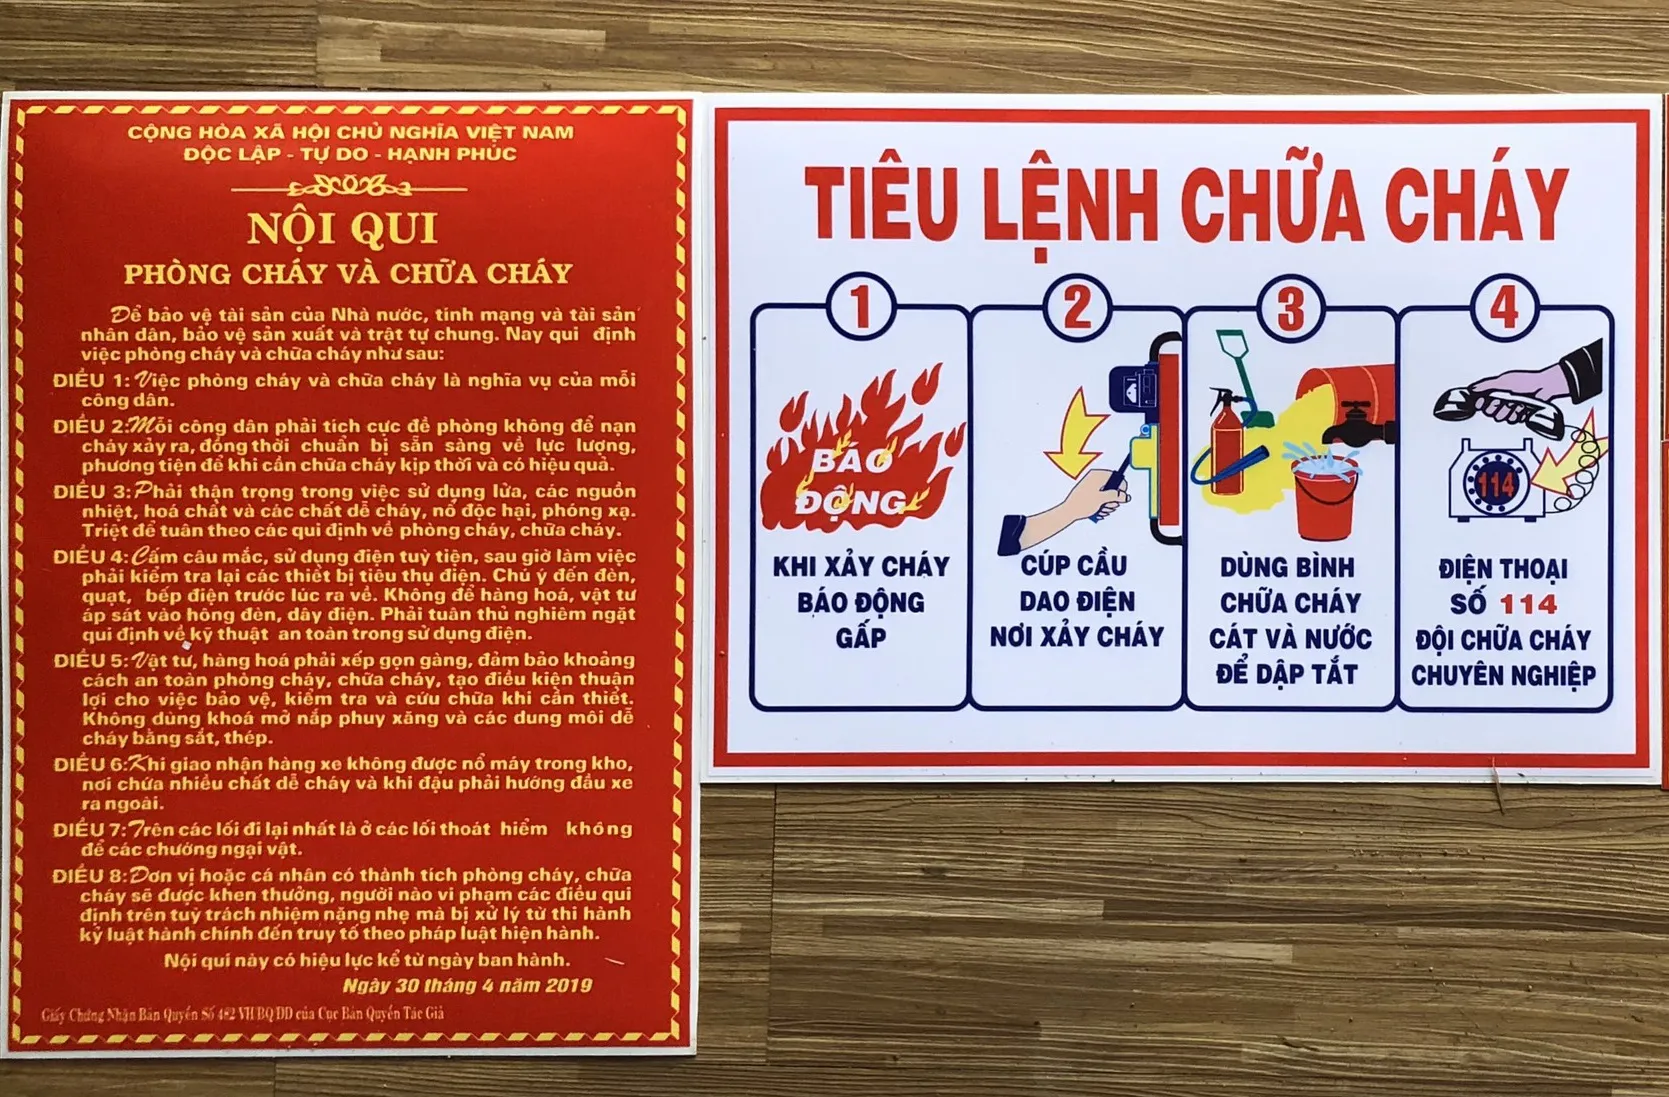 CỘNG HÒA XÃ HỘI CHỦ NGHĨA VIỆT NAM
ĐỘC LẬP - TỰ DO - HẠNH PHÚC
NỘI QUI
PHÒNG CHÁY VÀ CHỮA CHÁY
Để bảo vệ tài sản của Nhà nước, tính mạng và tài sản
nhân dân, bảo vệ sản xuất và trật tự chung. Nay qui định
việc phòng cháy và chữa cháy như sau:
ĐIỀU 1: Việc phòng cháy và chữa cháy là nghĩa vụ của mỗi
công dân.
ĐIỀU 2: Mỗi công dân phải tích cực đề phòng không để nạn
cháy xảy ra, đồng thời chuẩn bị sẵn sàng về lực lượng,
phương tiện để khi cần chữa cháy kịp thời và có hiệu quả.
ĐIỀU 3: Phải thận trọng trong việc sử dụng lửa, các nguồn
nhiệt, hoá chất và các chất dễ cháy, nổ độc hại, phóng xạ.
Triệt để tuân theo các qui định về phòng cháy, chữa cháy.
ĐIỀU 4: Cấm câu mắc, sử dụng điện tuỳ tiện, sau giờ làm việc
phải kiểm tra lại các thiết bị tiêu thụ điện. Chú ý đến đèn,
quạt, bếp điện trước lúc ra về. Không để hàng hoá, vật tư
áp sát vào hông đèn, dây điện. Phải tuân thủ nghiêm ngặt
qui định về kỹ thuật an toàn trong sử dụng điện.
ĐIỀU 5: Vật tư, hàng hoá phải xếp gọn gàng, đảm bảo khoảng
cách an toàn phòng cháy, chữa cháy, tạo điều kiện thuận
lợi cho việc bảo vệ, kiểm tra và cứu chữa khi cần thiết.
Không dùng khoá mở nắp phuy xăng và các dung môi dễ
cháy bằng sắt, thép.
ĐIỀU 6: Khi giao nhận hàng xe không được nổ máy trong kho,
nơi chứa nhiều chất dễ cháy và khi đậu phải hướng đầu xe
ra ngoài.
ĐIỀU 7: Trên các lối đi lại nhất là ở các lối thoát hiểm không
để các chướng ngại vật.
ĐIỀU 8: Đơn vị hoặc cá nhân có thành tích phòng cháy, chữa
cháy sẽ được khen thưởng, người nào vi phạm các điều qui
định trên tuỳ trách nhiệm nặng nhẹ mà bị xử lý từ thi hành
kỷ luật hành chính đến truy tố theo pháp luật hiện hành.
Nội qui này có hiệu lực kể từ ngày ban hành.
Ngày 30 tháng 4 năm 2019
Giấy Chứng Nhận Bản Quyền Số 482 VH/BQ/DD của Cục Bản Quyền Tác Giả
TIÊU LỆNH CHỮA CHÁY
1
BÁO
ĐỘNG
KHI XẢY CHÁY
BÁO ĐỘNG
GẤP
2
CÚP CẦU
DAO ĐIỆN
NƠI XẢY CHÁY
3
DÙNG BÌNH
CHỮA CHÁY
CÁT VÀ NƯỚC
ĐỂ DẬP TẮT
4
114
ĐIỆN THOẠI
SỐ 114
ĐỘI CHỮA CHÁY
CHUYÊN NGHIỆP